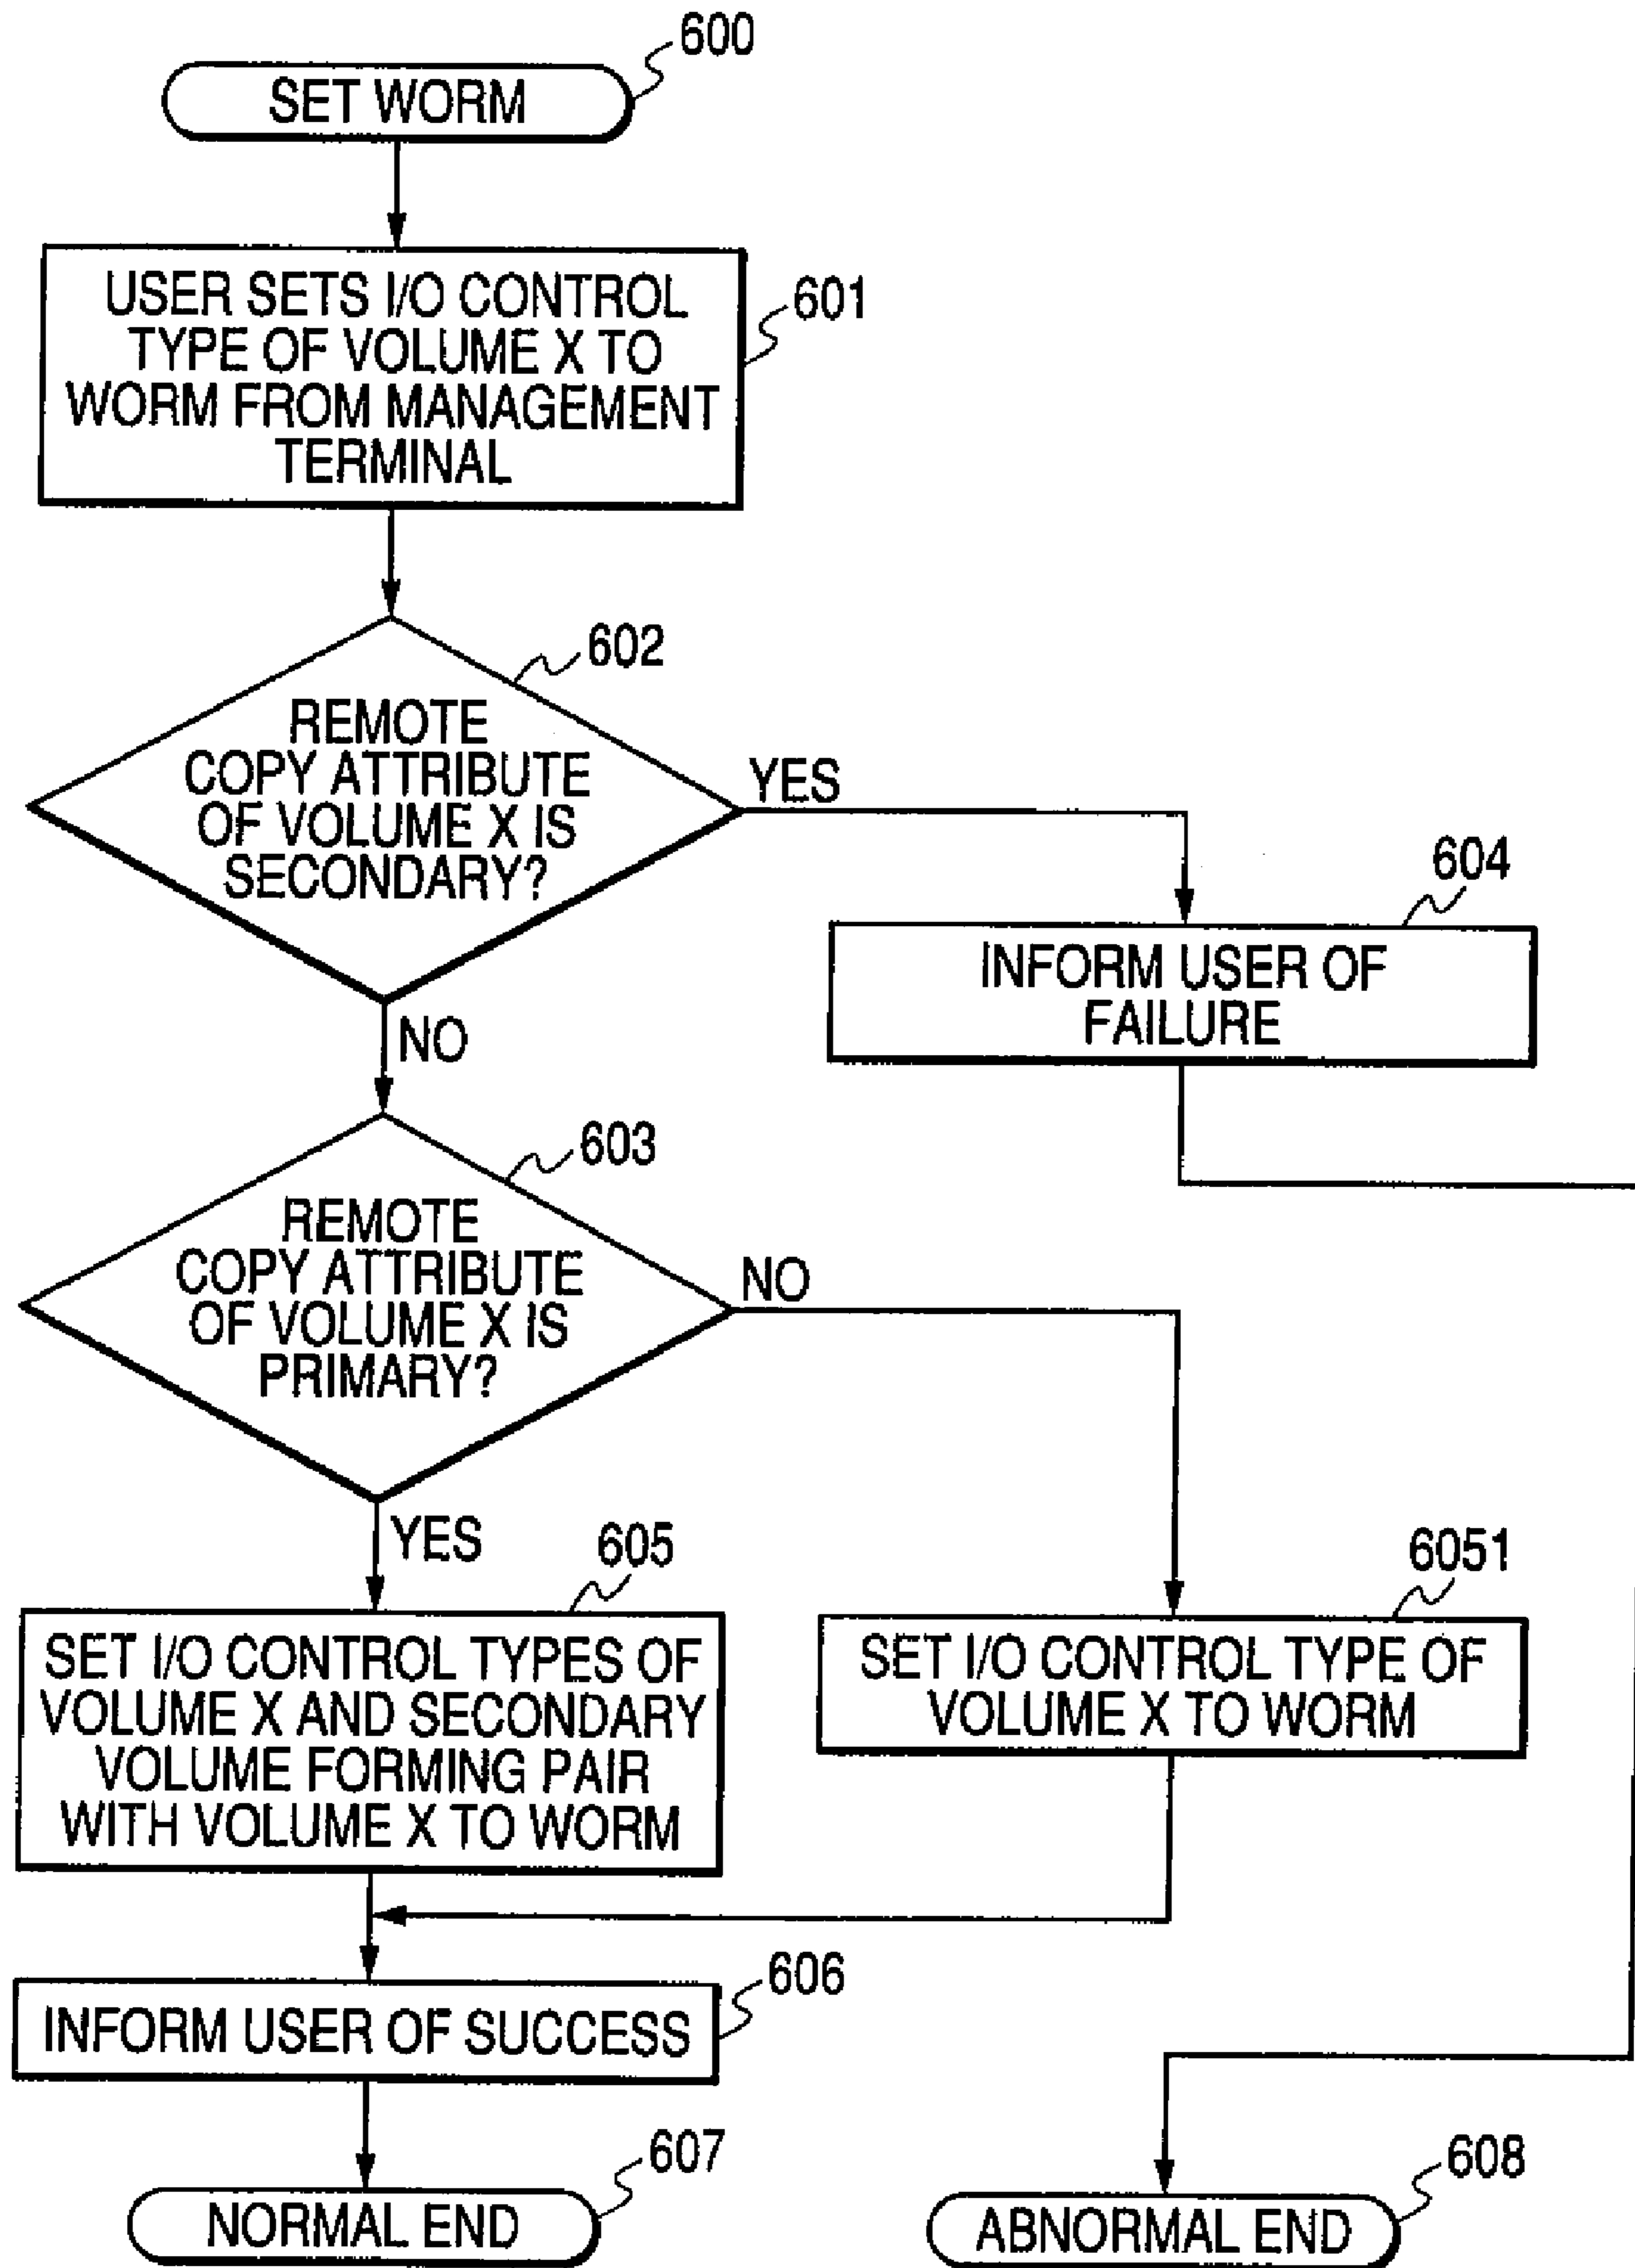 600
SET WORM
USER SETS I/O CONTROL
TYPE OF VOLUME X TO
WORM FROM MANAGEMENT
TERMINAL
601
602
REMOTE
COPY ATTRIBUTE
OF VOLUME X IS
SECONDARY?
YES
604
INFORM USER OF
FAILURE
NO
603
REMOTE
COPY ATTRIBUTE
OF VOLUME X IS
PRIMARY?
NO
YES
605
SET I/O CONTROL TYPES OF
VOLUME X AND SECONDARY
VOLUME FORMING PAIR
WITH VOLUME X TO WORM
6051
SET I/O CONTROL TYPE OF
VOLUME X TO WORM
606
INFORM USER OF SUCCESS
607
NORMAL END
608
ABNORMAL END